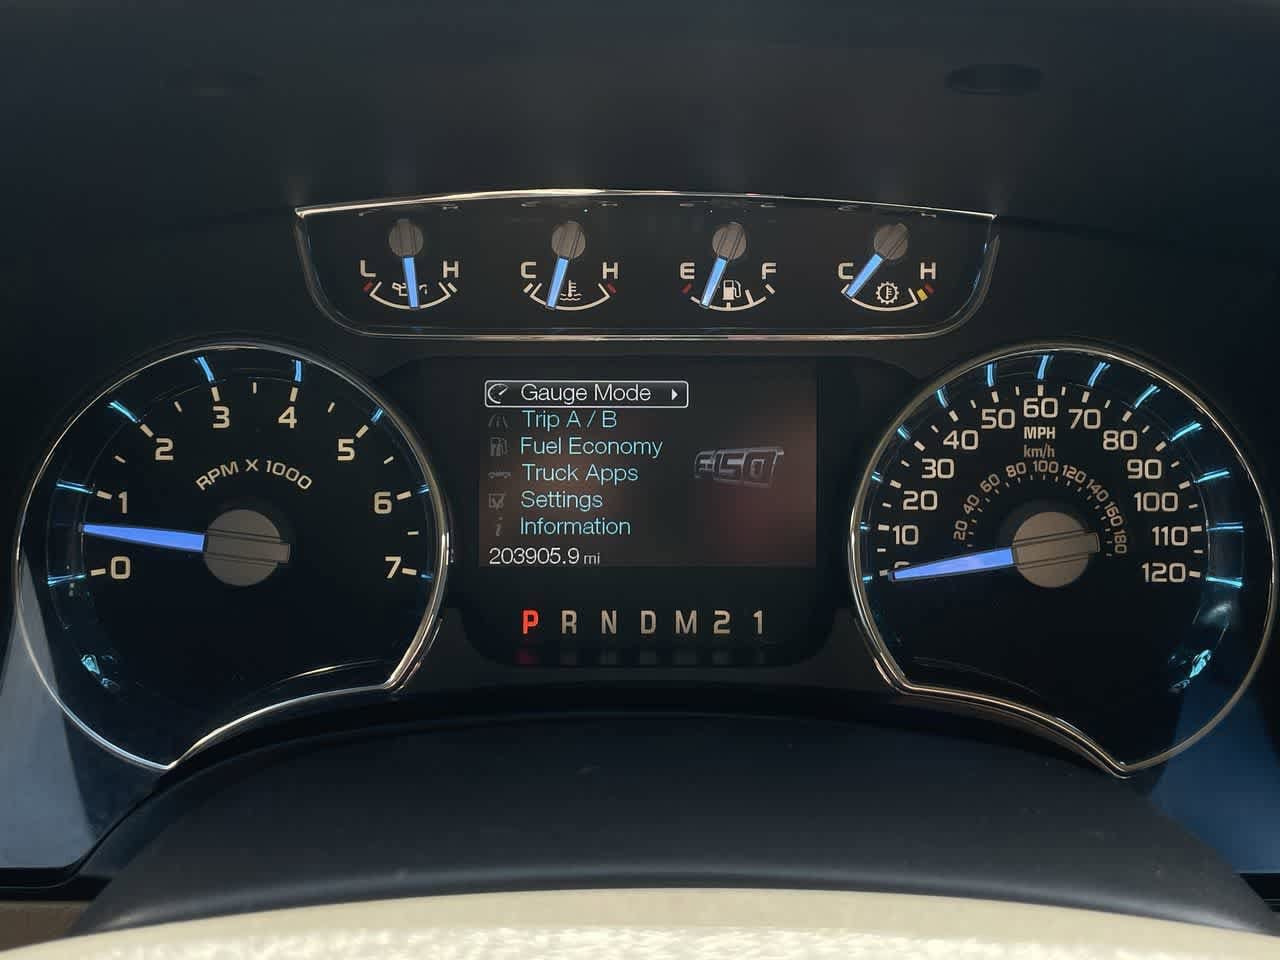 L H C H E F C H
Gauge Mode
Trip A / B
Fuel Economy
Truck Apps
Settings
Information
203905.9 mi
F-150
P R N D M 2 1
0 1 2 3 4 5 6 7
RPM X 1000
10 20 30 40 50 60 70 80 90 100 110 120
MPH
km/h
20 40 60 80 100 120 140 160 180